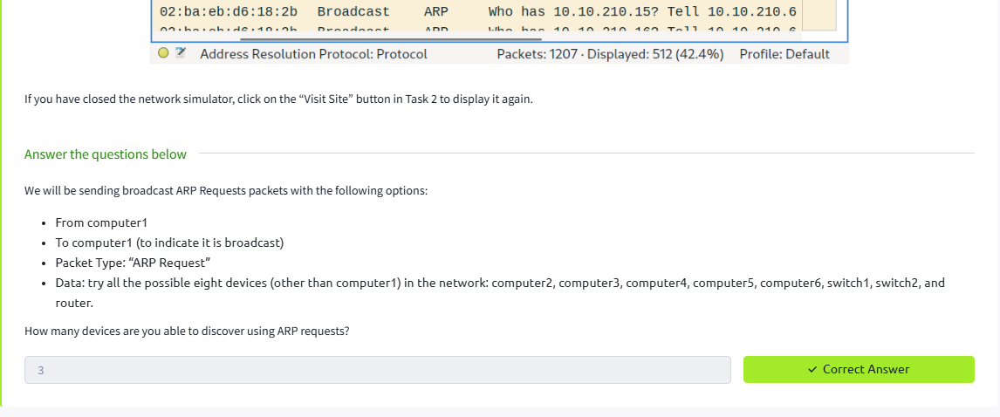 02:ba:eb:d6:18:2b Broadcast ARP Who has 10.10.210.15? Tell 10.10.210.6
02:ba:eb:d6:18:2b Broadcast ARP Who has 10.10.210.16? Tell 10.10.210.6
Address Resolution Protocol: Protocol Packets: 1207 · Displayed: 512 (42.4%) Profile: Default
If you have closed the network simulator, click on the “Visit Site” button in Task 2 to display it again.
Answer the questions below
We will be sending broadcast ARP Requests packets with the following options:
• From computer1
• To computer1 (to indicate it is broadcast)
• Packet Type: “ARP Request”
• Data: try all the possible eight devices (other than computer1) in the network: computer2, computer3, computer4, computer5, computer6, switch1, switch2, and
router.
How many devices are you able to discover using ARP requests?
3
✓ Correct Answer